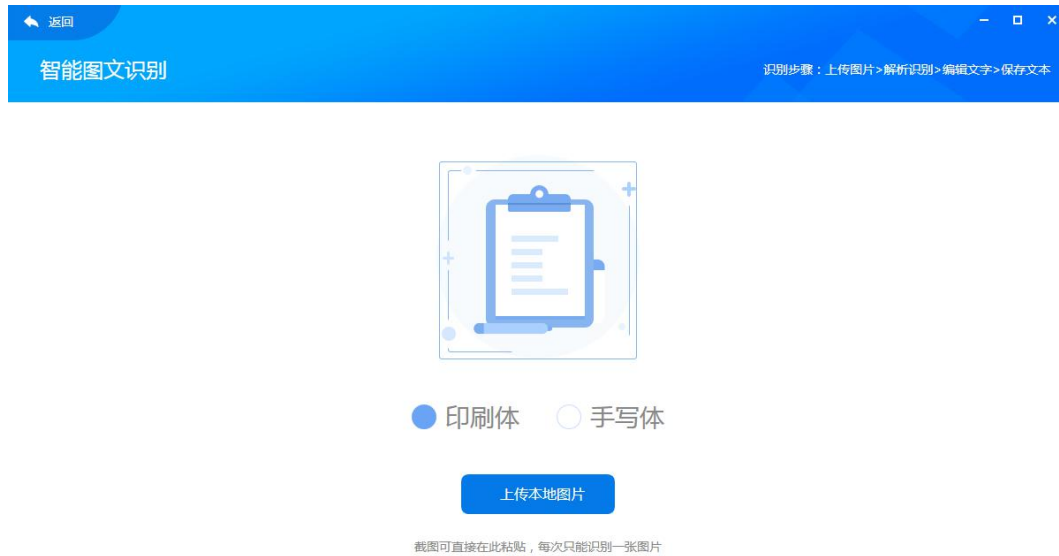 返回
智能图文识别
识别步骤：上传图片>解析识别>编辑文字>保存文本
印刷体
手写体
上传本地图片
截图可直接在此粘贴，每次只能识别一张图片